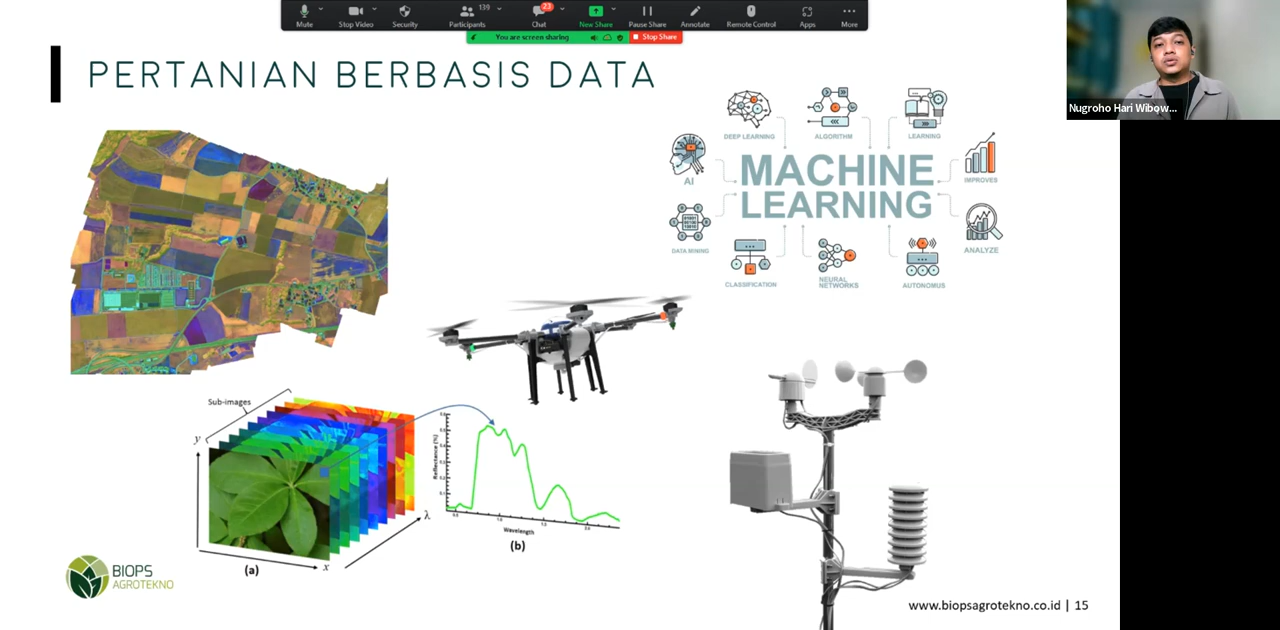 139
23
Mute
Stop Video
Security
Participants
Chat
New Share
Pause Share
Annotate
Remote Control
Apps
More
You are screen sharing
Stop Share
Nugroho Hari Wibow...
PERTANIAN BERBASIS DATA
DEEP LEARNING
ALGORITHM
LEARNING
AI
MACHINE
LEARNING
IMPROVES
DATA MINING
ANALYZE
CLASSIFICATION
NEURAL
NETWORKS
AUTONOMUS
Sub-images
y
λ
x
(a)
Reflectance (%)
Wavelength
(b)
BIOPS
AGROTEKNO
www.biopsagrotekno.co.id | 15